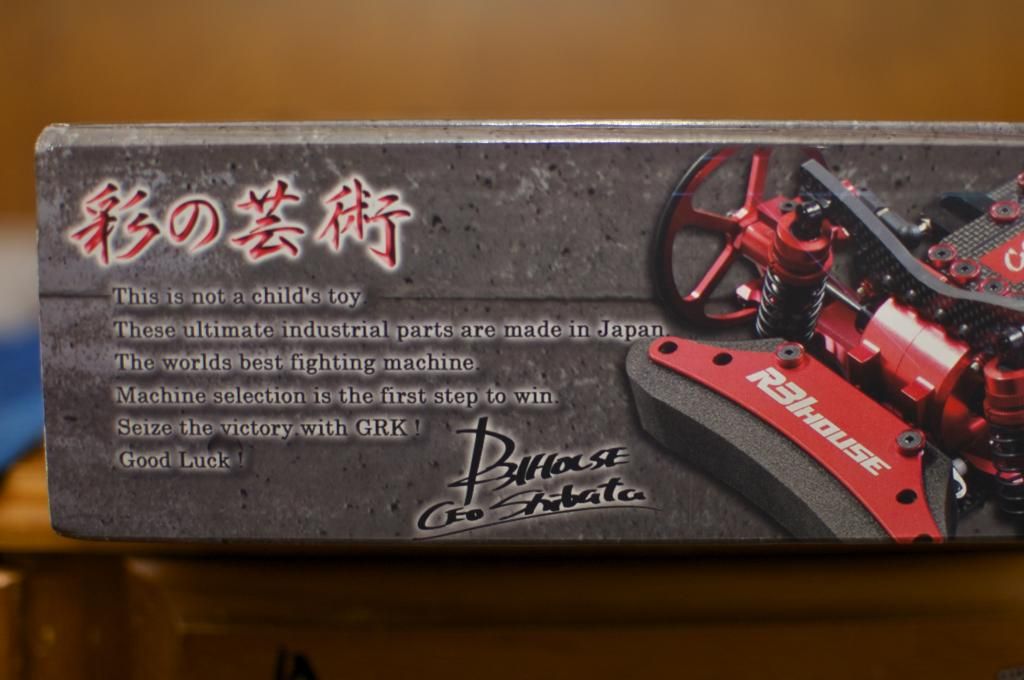 彩の芸術
This is not a child's toy.
These ultimate industrial parts are made in Japan.
The worlds best fighting machine.
Machine selection is the first step to win.
Seize the victory with GRK !
Good Luck !
R31HOUSE
CEO Shibata
R31HOUSE